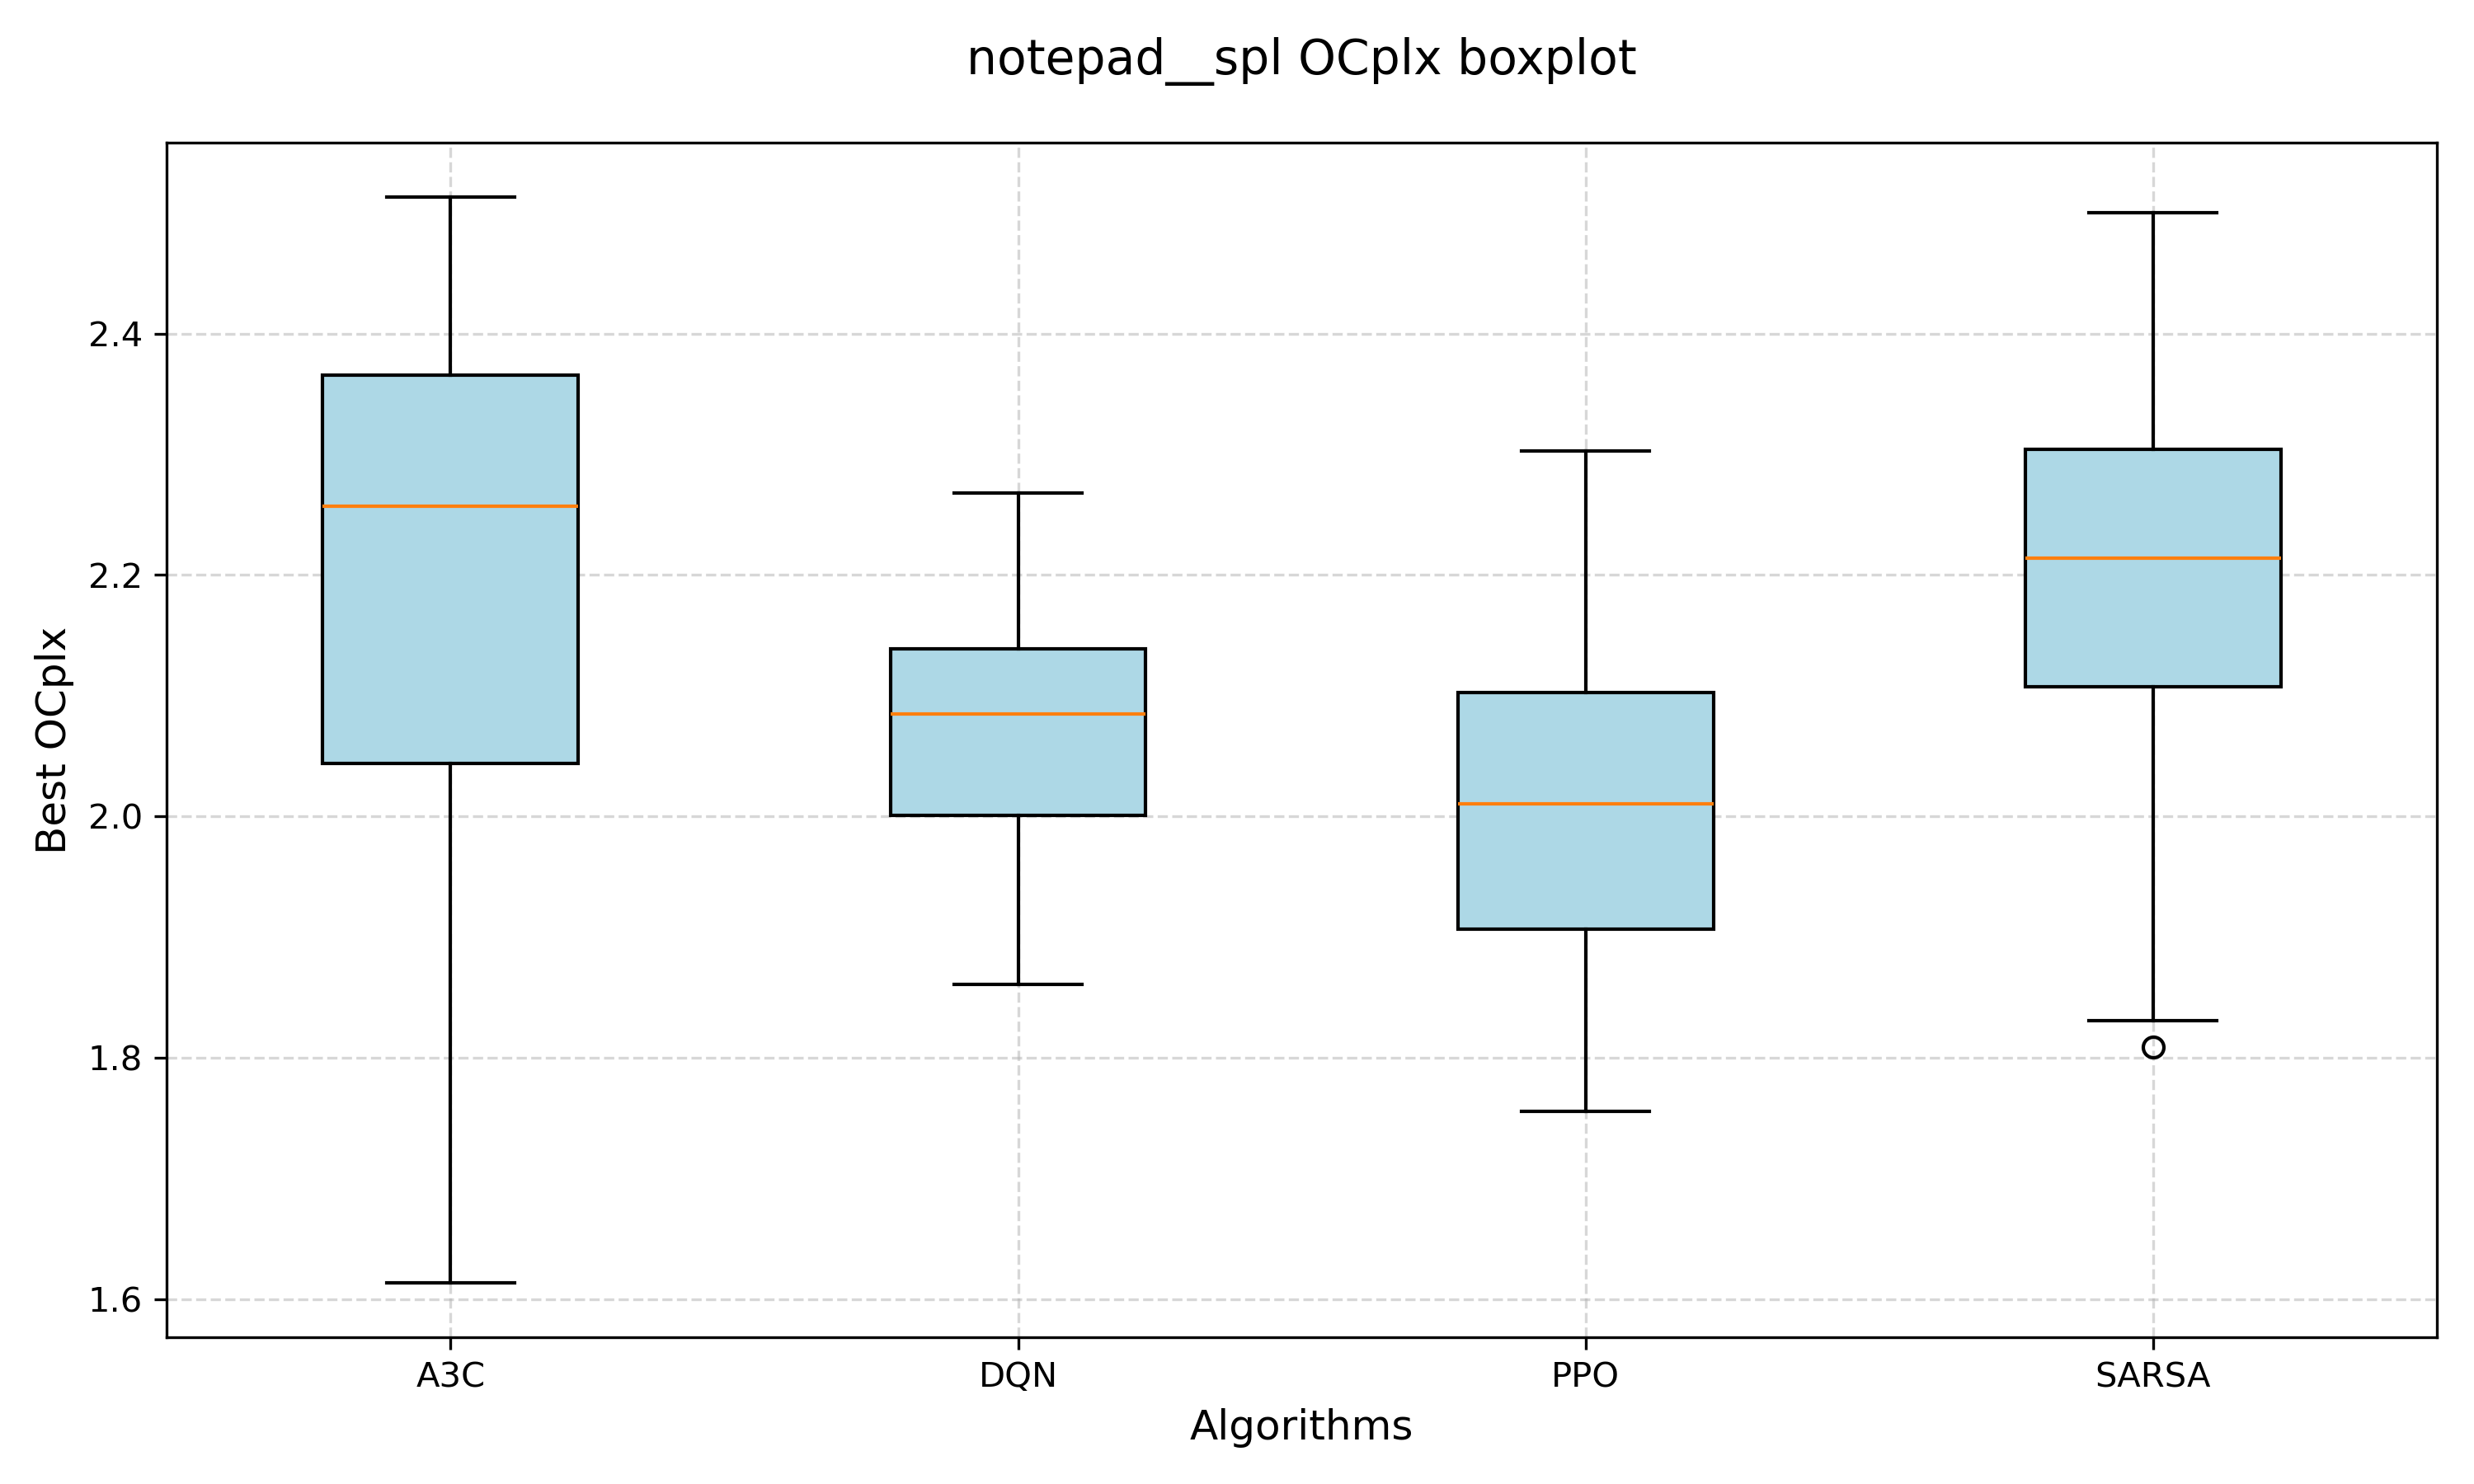 notepad__spl OCplx boxplot
Best OCplx
2.4
2.2
2.0
1.8
1.6
A3C DQN PPO SARSA
Algorithms